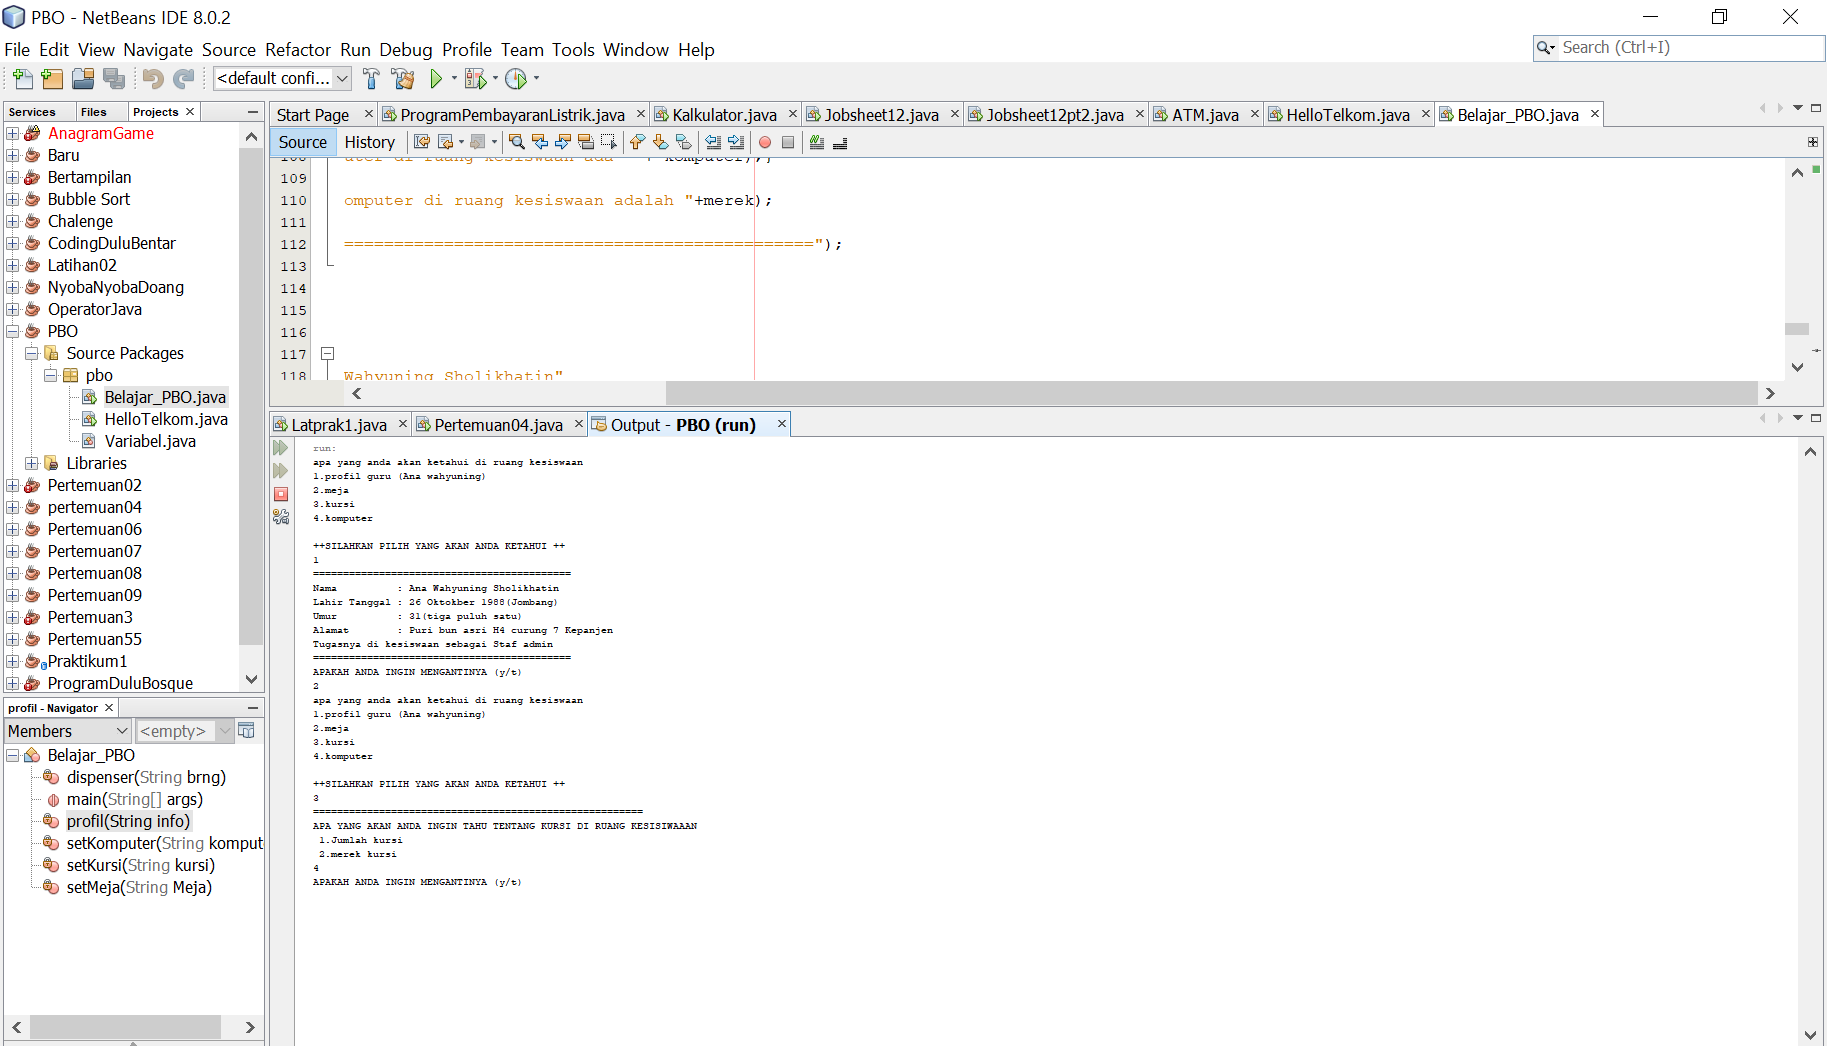 PBO - NetBeans IDE 8.0.2
File Edit View Navigate Source Refactor Run Debug Profile Team Tools Window Help
Search (Ctrl+I)
<default confi...
Services Files Projects
AnagramGame
Baru
Bertampilan
Bubble Sort
Chalenge
CodingDuluBentar
Latihan02
NyobaNyobaDoang
OperatorJava
PBO
Source Packages
pbo
Belajar_PBO.java
HelloTelkom.java
Variabel.java
Libraries
Pertemuan02
pertemuan04
Pertemuan06
Pertemuan07
Pertemuan08
Pertemuan09
Pertemuan3
Pertemuan55
Praktikum1
ProgramDuluBosque
profil - Navigator
Members <empty>
Belajar_PBO
dispenser(String brng)
main(String[] args)
profil(String info)
setKomputer(String komput
setKursi(String kursi)
setMeja(String Meja)
Start Page ProgramPembayaranListrik.java Kalkulator.java Jobsheet12.java Jobsheet12pt2.java ATM.java HelloTelkom.java Belajar_PBO.java
Source History
108 uter di ruang kesiswaan ada " + komputer);}
109
110 omputer di ruang kesiswaan adalah "+merek);
111
112 ===============================================");
113
114
115
116
117
118 Wahyuning Sholikhatin"
Latprak1.java Pertemuan04.java Output - PBO (run)
run:
apa yang anda akan ketahui di ruang kesiswaan
1.profil guru (Ana wahyuning)
2.meja
3.kursi
4.komputer
++SILAHKAN PILIH YANG AKAN ANDA KETAHUI ++
1
===========================================
Nama : Ana Wahyuning Sholikhatin
Lahir Tanggal : 26 Oktokber 1988(Jombang)
Umur : 31(tiga puluh satu)
Alamat : Puri bun asri H4 curung 7 Kepanjen
Tugasnya di kesiswaan sebagai Staf admin
===========================================
APAKAH ANDA INGIN MENGANTINYA (y/t)
2
apa yang anda akan ketahui di ruang kesiswaan
1.profil guru (Ana wahyuning)
2.meja
3.kursi
4.komputer
++SILAHKAN PILIH YANG AKAN ANDA KETAHUI ++
3
=======================================================
APA YANG AKAN ANDA INGIN TAHU TENTANG KURSI DI RUANG KESISIWAAAN
1.Jumlah kursi
2.merek kursi
4
APAKAH ANDA INGIN MENGANTINYA (y/t)